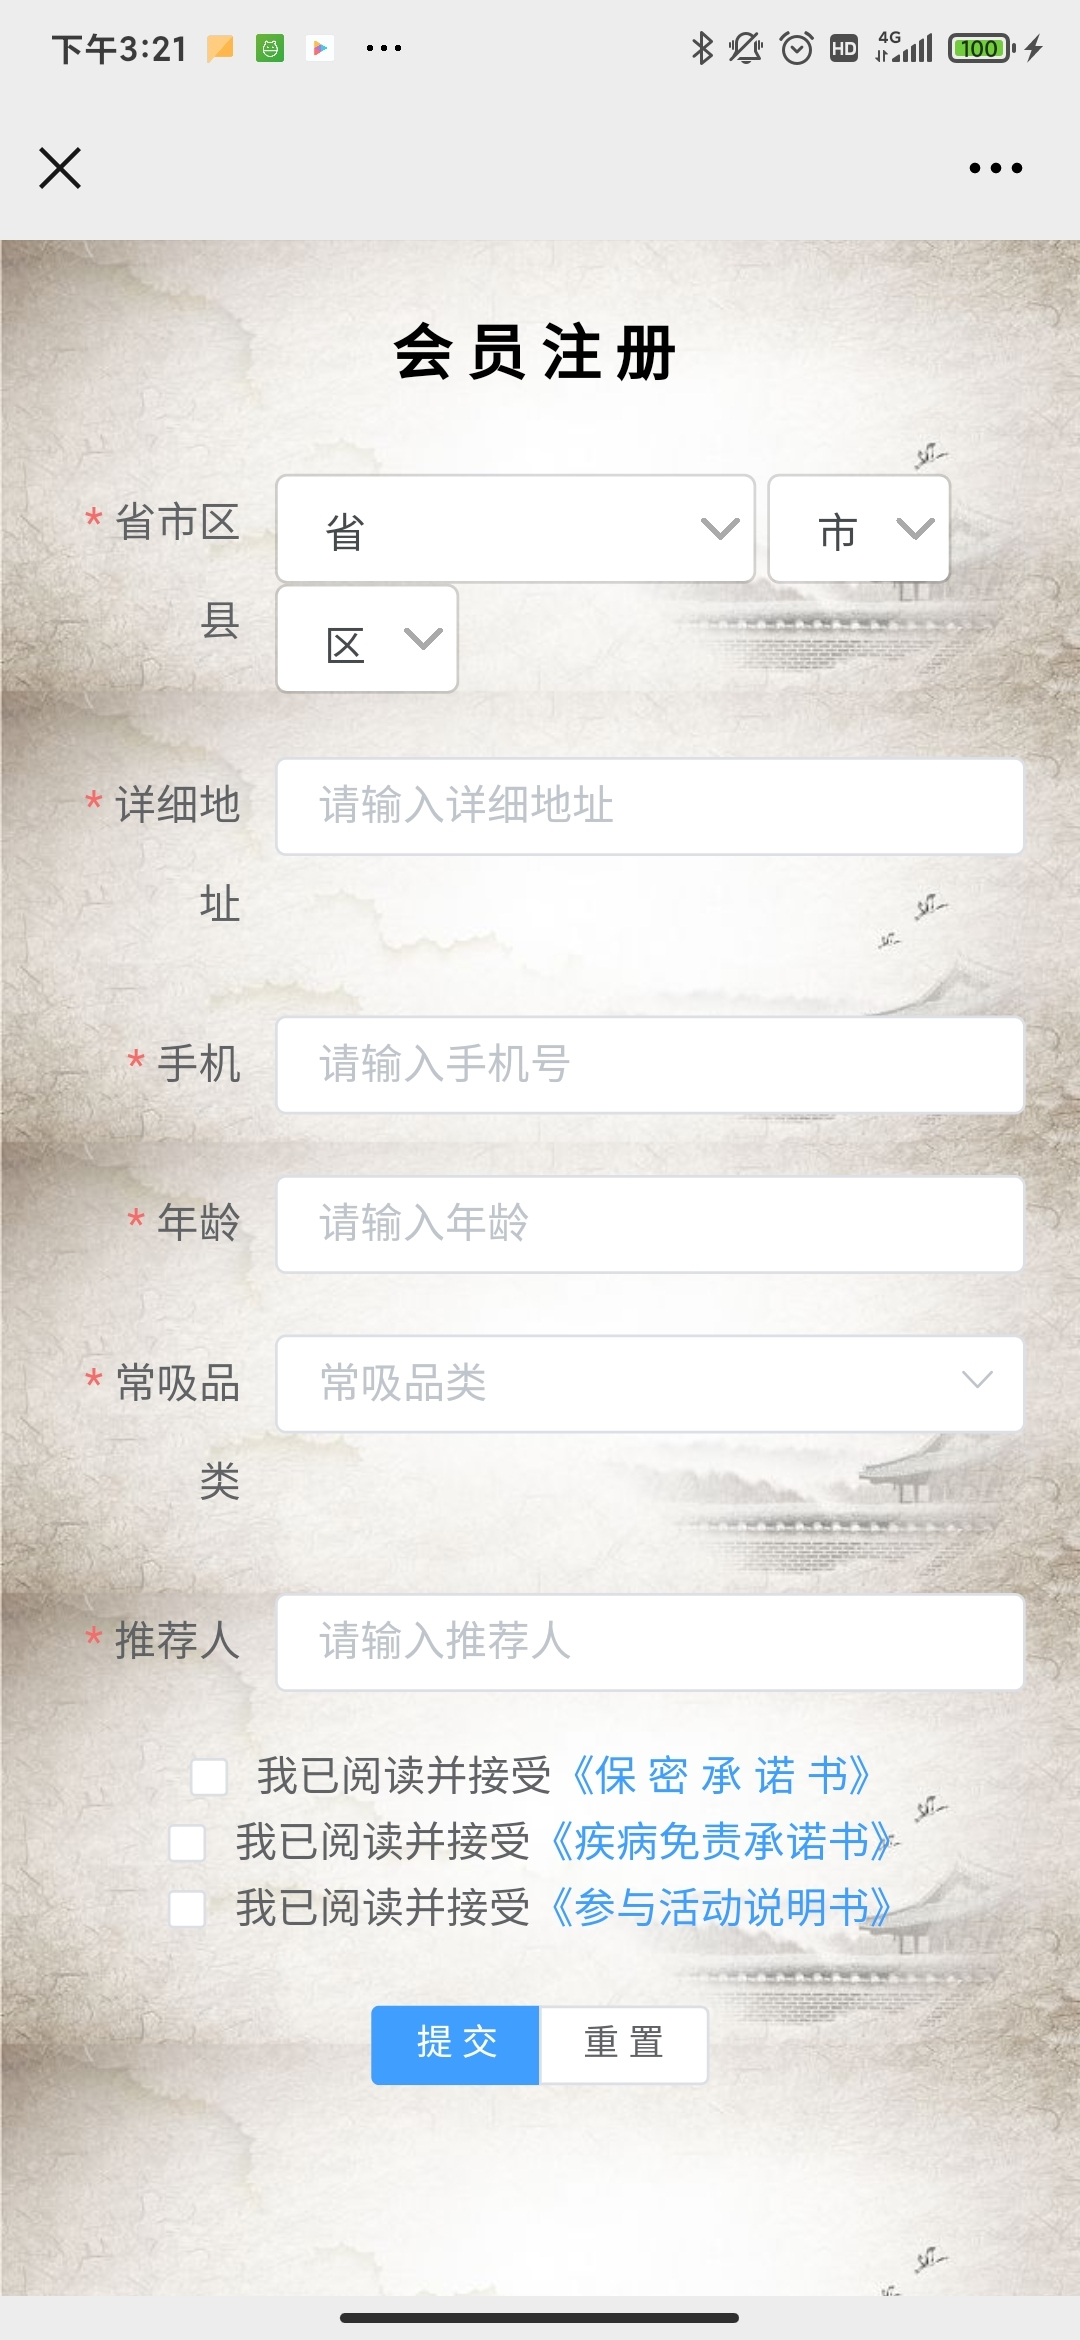 下午3:21
HD 4G 100
会员注册
* 省市区县 省 市
区
* 详细地址 请输入详细地址
* 手机 请输入手机号
* 年龄 请输入年龄
* 常吸品类 常吸品类
* 推荐人 请输入推荐人
我已阅读并接受《保 密 承 诺 书》
我已阅读并接受《疾病免责承诺书》
我已阅读并接受《参与活动说明书》
提 交 重 置